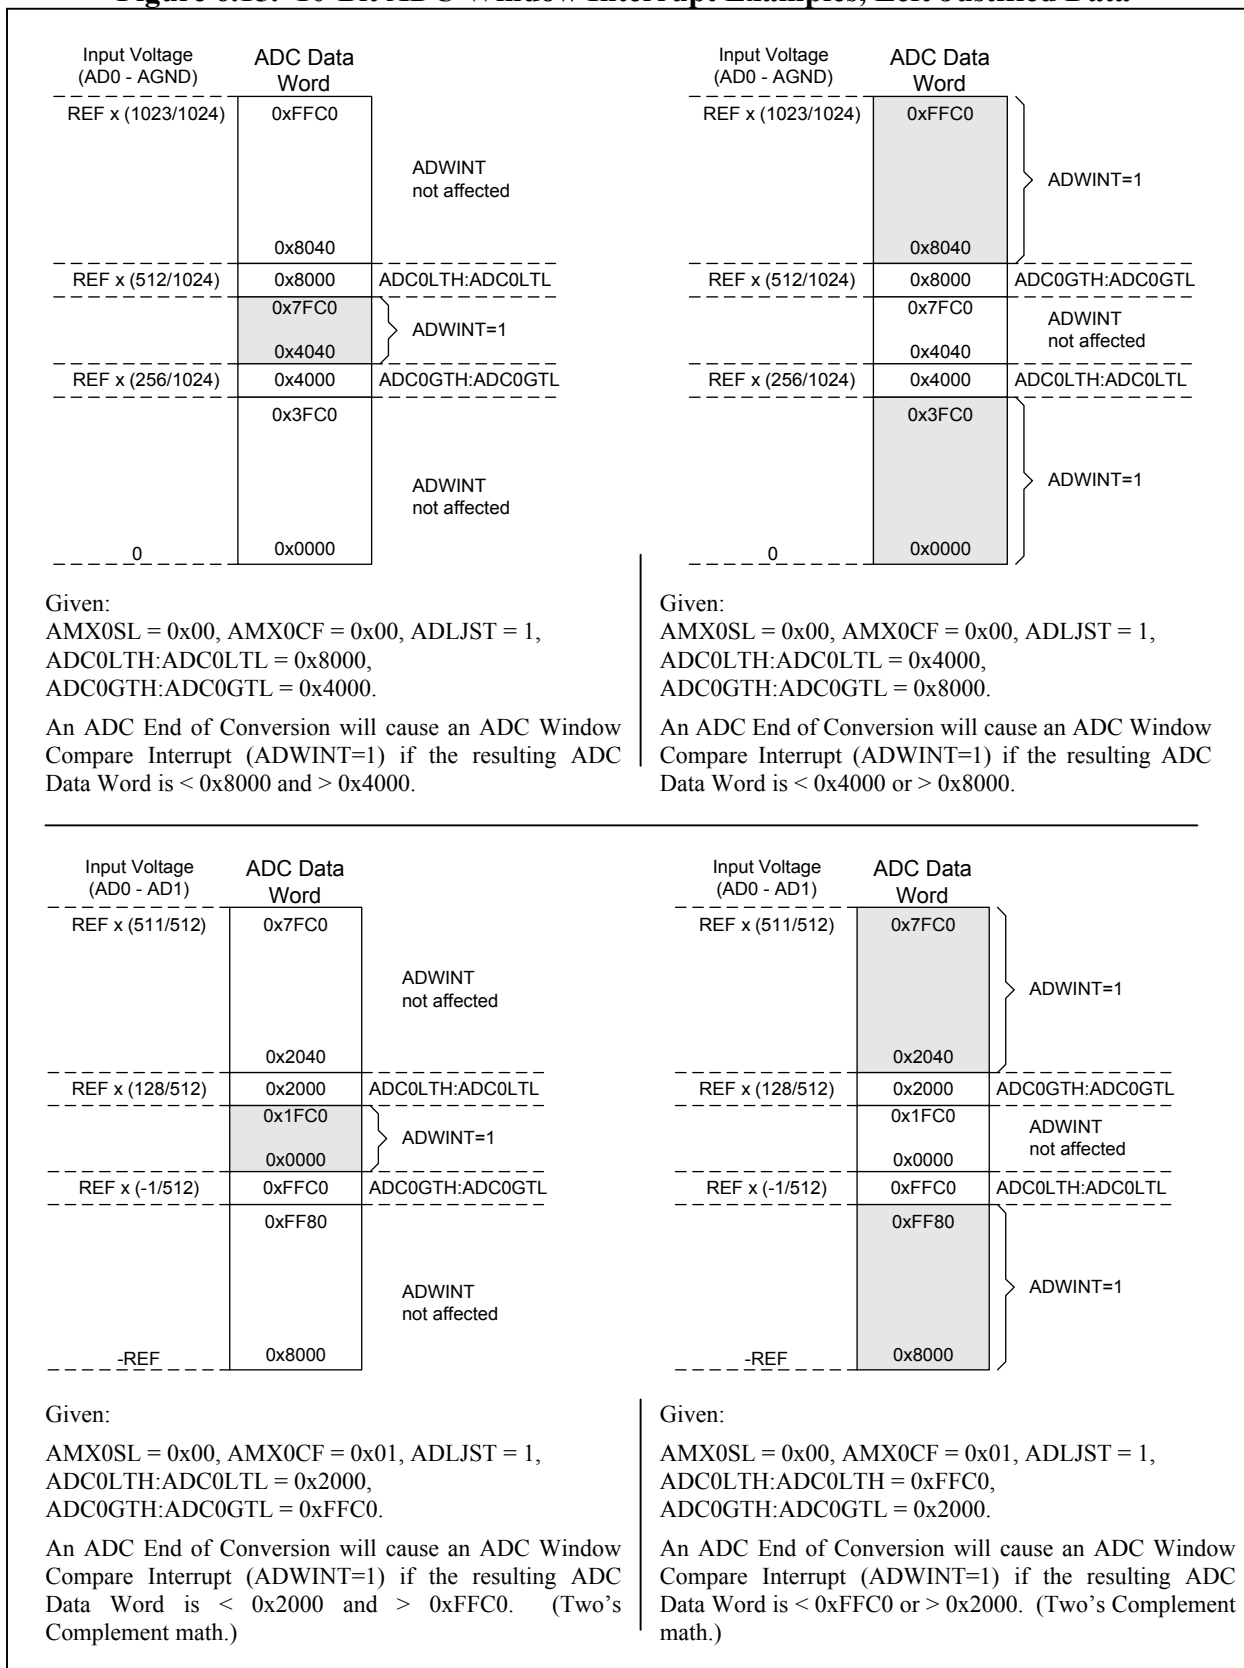 Figure 6.15. 10-Bit ADC Window Interrupt Examples, Left Justified Data
Input Voltage
(AD0 - AGND)
ADC Data
Word
REF x (1023/1024)
0xFFC0
ADWINT
not affected
0x8040
REF x (512/1024)
0x8000
ADC0LTH:ADC0LTL
0x7FC0
ADWINT=1
0x4040
REF x (256/1024)
0x4000
ADC0GTH:ADC0GTL
0x3FC0
ADWINT
not affected
0
0x0000
Given:
AMX0SL = 0x00, AMX0CF = 0x00, ADLJST = 1,
ADC0LTH:ADC0LTL = 0x8000,
ADC0GTH:ADC0GTL = 0x4000.
An ADC End of Conversion will cause an ADC Window
Compare Interrupt (ADWINT=1) if the resulting ADC
Data Word is < 0x8000 and > 0x4000.
Input Voltage
(AD0 - AGND)
ADC Data
Word
REF x (1023/1024)
0xFFC0
ADWINT=1
0x8040
REF x (512/1024)
0x8000
ADC0GTH:ADC0GTL
0x7FC0
ADWINT
not affected
0x4040
REF x (256/1024)
0x4000
ADC0LTH:ADC0LTL
0x3FC0
ADWINT=1
0
0x0000
Given:
AMX0SL = 0x00, AMX0CF = 0x00, ADLJST = 1,
ADC0LTH:ADC0LTL = 0x4000,
ADC0GTH:ADC0GTL = 0x8000.
An ADC End of Conversion will cause an ADC Window
Compare Interrupt (ADWINT=1) if the resulting ADC
Data Word is < 0x4000 or > 0x8000.
Input Voltage
(AD0 - AD1)
ADC Data
Word
REF x (511/512)
0x7FC0
ADWINT
not affected
0x2040
REF x (128/512)
0x2000
ADC0LTH:ADC0LTL
0x1FC0
ADWINT=1
0x0000
REF x (-1/512)
0xFFC0
ADC0GTH:ADC0GTL
0xFF80
ADWINT
not affected
-REF
0x8000
Given:
AMX0SL = 0x00, AMX0CF = 0x01, ADLJST = 1,
ADC0LTH:ADC0LTL = 0x2000,
ADC0GTH:ADC0GTL = 0xFFC0.
An ADC End of Conversion will cause an ADC Window
Compare Interrupt (ADWINT=1) if the resulting ADC
Data Word is < 0x2000 and > 0xFFC0. (Two's
Complement math.)
Input Voltage
(AD0 - AD1)
ADC Data
Word
REF x (511/512)
0x7FC0
ADWINT=1
0x2040
REF x (128/512)
0x2000
ADC0GTH:ADC0GTL
0x1FC0
ADWINT
not affected
0x0000
REF x (-1/512)
0xFFC0
ADC0LTH:ADC0LTL
0xFF80
ADWINT=1
-REF
0x8000
Given:
AMX0SL = 0x00, AMX0CF = 0x01, ADLJST = 1,
ADC0LTH:ADC0LTH = 0xFFC0,
ADC0GTH:ADC0GTL = 0x2000.
An ADC End of Conversion will cause an ADC Window
Compare Interrupt (ADWINT=1) if the resulting ADC
Data Word is < 0xFFC0 or > 0x2000. (Two's Complement
math.)